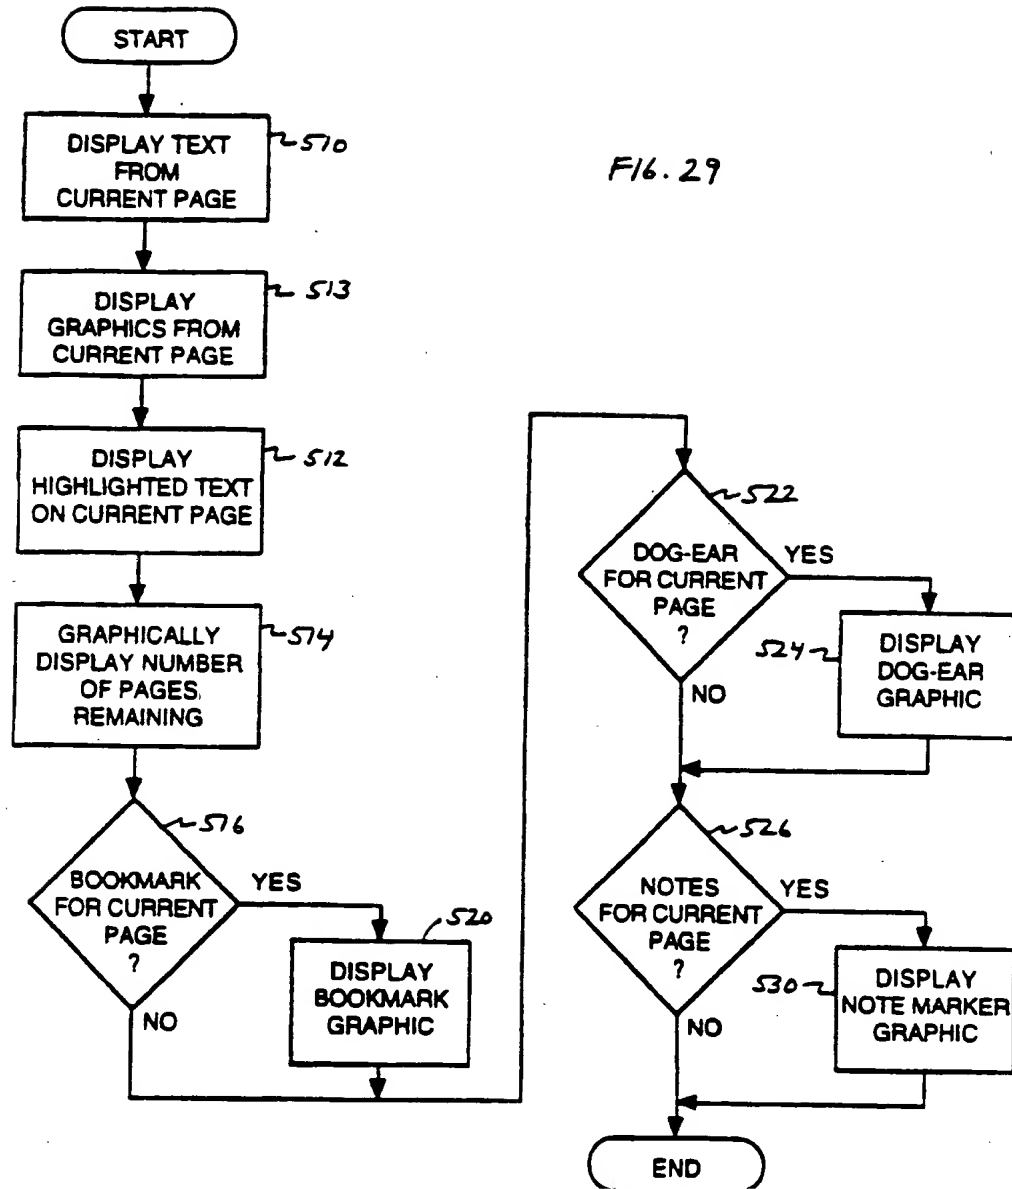 START
DISPLAY TEXT
FROM
CURRENT PAGE
510
FIG. 29
DISPLAY
GRAPHICS FROM
CURRENT PAGE
513
DISPLAY
HIGHLIGHTED TEXT
ON CURRENT PAGE
512
GRAPHICALLY
DISPLAY NUMBER
OF PAGES
REMAINING
514
BOOKMARK
FOR CURRENT
PAGE
?
516
YES
NO
DISPLAY
BOOKMARK
GRAPHIC
520
DOG-EAR
FOR CURRENT
PAGE
?
522
YES
NO
DISPLAY
DOG-EAR
GRAPHIC
524
NOTES
FOR CURRENT
PAGE
?
526
YES
NO
DISPLAY
NOTE MARKER
GRAPHIC
530
END